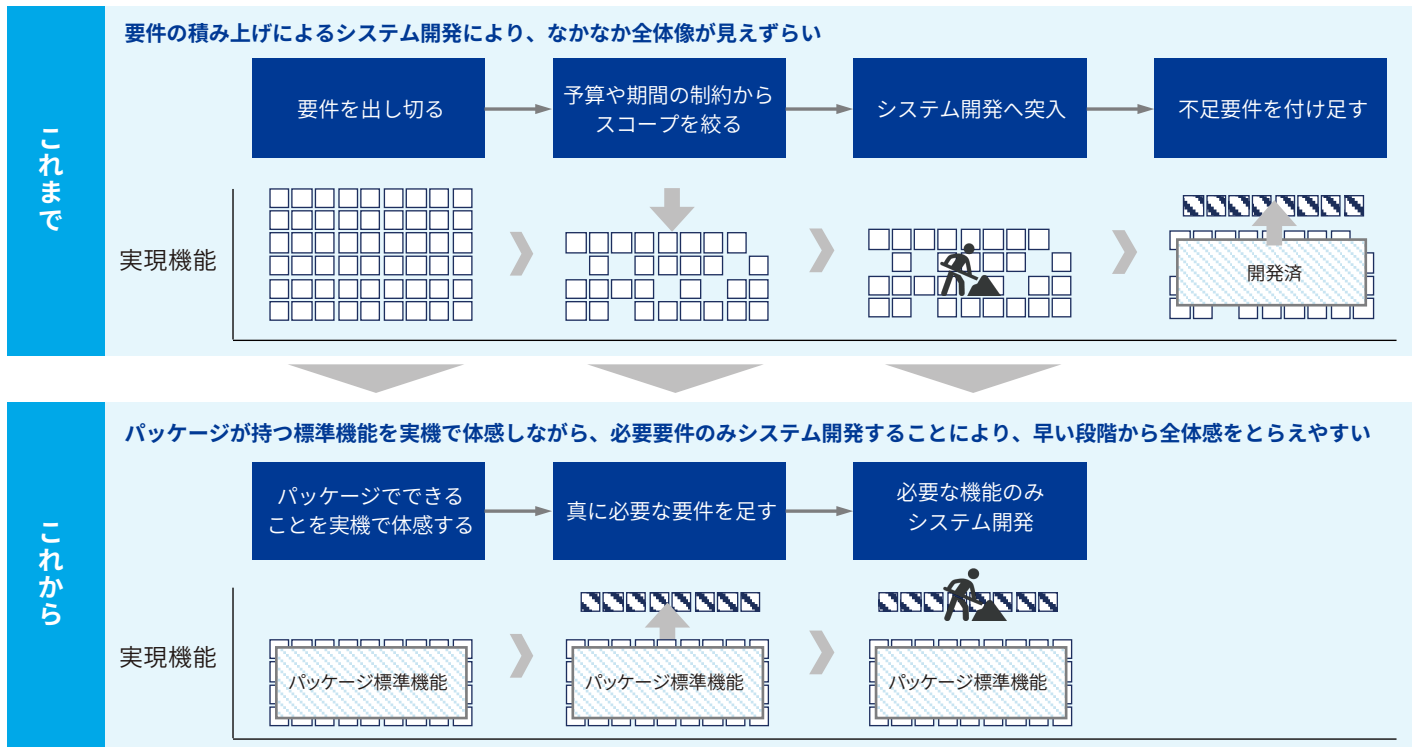 これまで
要件の積み上げによるシステム開発により、なかなか全体像が見えずらい
要件を出し切る
予算や期間の制約から
スコープを絞る
システム開発へ突入
不足要件を付け足す
実現機能
開発済
これから
パッケージが持つ標準機能を実機で体感しながら、必要要件のみシステム開発することにより、早い段階から全体感をとらえやすい
パッケージでできる
ことを実機で体感する
真に必要な要件を足す
必要な機能のみ
システム開発
実現機能
パッケージ標準機能
パッケージ標準機能
パッケージ標準機能